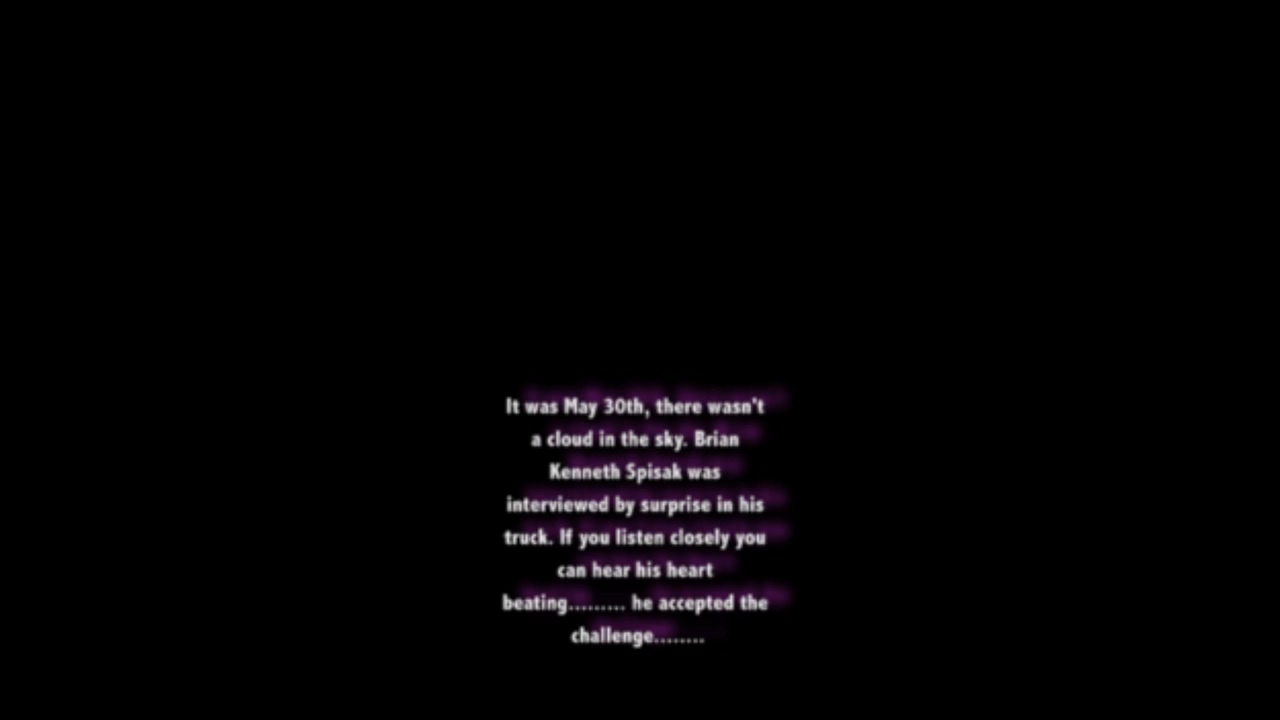 It was May 30th, there wasn't
a cloud in the sky. Brian
Kenneth Spisak was
interviewed by surprise in his
truck. If you listen closely you
can hear his heart
beating......... he accepted the
challenge........